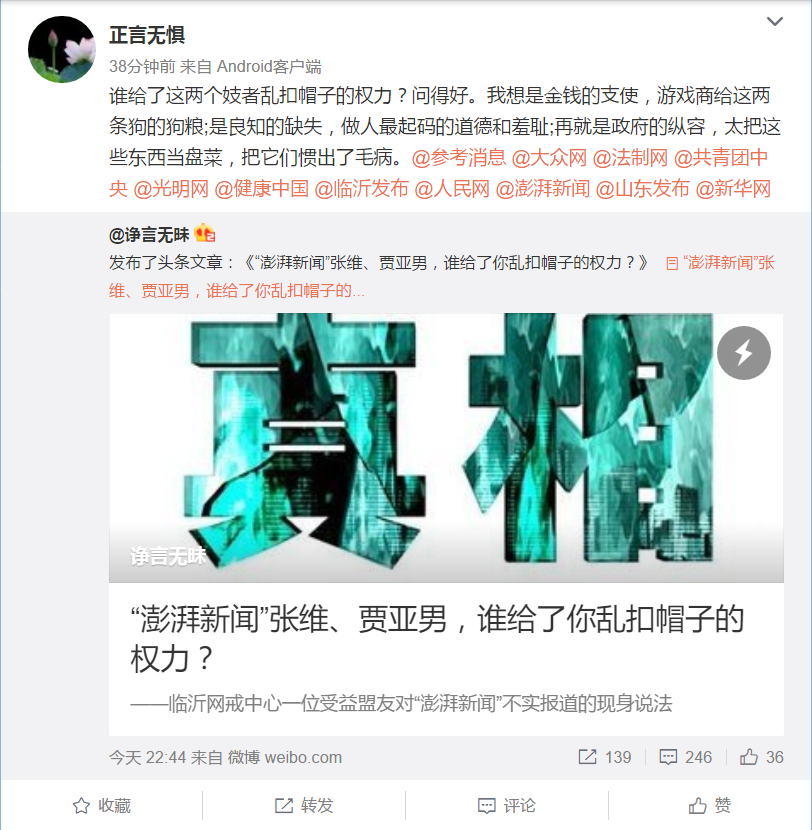 正言无惧
38分钟前 来自 Android客户端
谁给了这两个妓者乱扣帽子的权力？问得好。我想是金钱的支使，游戏商给这两
条狗的狗粮;是良知的缺失，做人最起码的道德和羞耻;再就是政府的纵容，太把这
些东西当盘菜，把它们惯出了毛病。@参考消息 @大众网 @法制网 @共青团中
央 @光明网 @健康中国 @临沂发布 @人民网 @澎湃新闻 @山东发布 @新华网
@诤言无昧
发布了头条文章：《“澎湃新闻”张维、贾亚男，谁给了你乱扣帽子的权力？》 “澎湃新闻”张
维、贾亚男，谁给了你乱扣帽子的...
真相
诤言无昧
“澎湃新闻”张维、贾亚男，谁给了你乱扣帽子的
权力？
——临沂网戒中心一位受益盟友对“澎湃新闻”不实报道的现身说法
今天 22:44 来自 微博 weibo.com 139 246 36
收藏 转发 评论 赞